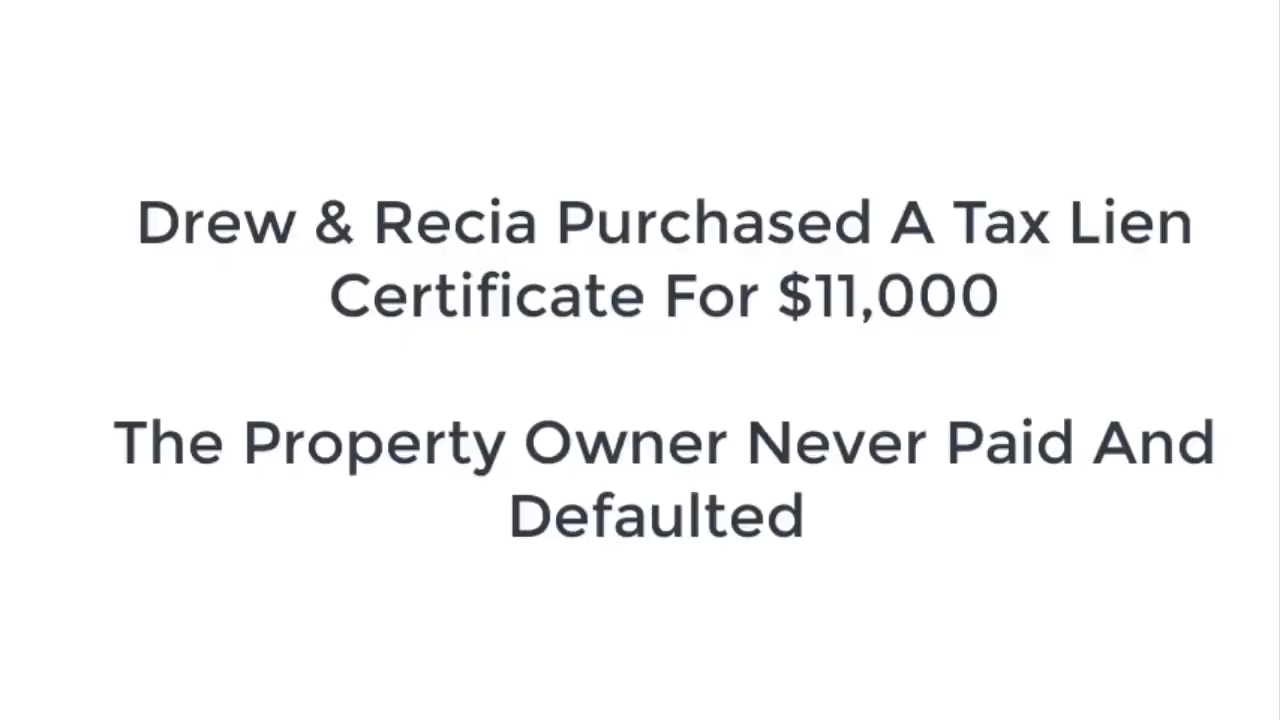 Drew & Recia Purchased A Tax Lien
Certificate For $11,000
The Property Owner Never Paid And
Defaulted